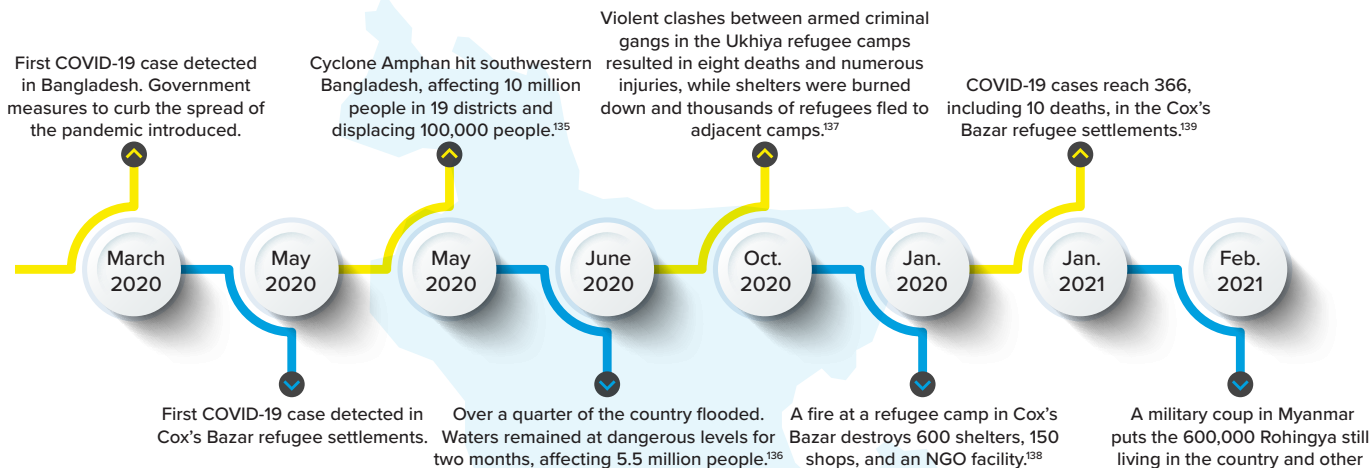 First COVID-19 case detected
in Bangladesh. Government
measures to curb the spread of
the pandemic introduced.
Cyclone Amphan hit southwestern
Bangladesh, affecting 10 million
people in 19 districts and
displacing 100,000 people.¹³⁵
Violent clashes between armed criminal
gangs in the Ukhiya refugee camps
resulted in eight deaths and numerous
injuries, while shelters were burned
down and thousands of refugees fled to
adjacent camps.¹³⁷
COVID-19 cases reach 366,
including 10 deaths, in the Cox’s
Bazar refugee settlements.¹³⁹
March
2020
May
2020
May
2020
June
2020
Oct.
2020
Jan.
2020
Jan.
2021
Feb.
2021
First COVID-19 case detected in
Cox’s Bazar refugee settlements.
Over a quarter of the country flooded.
Waters remained at dangerous levels for
two months, affecting 5.5 million people.¹³⁶
A fire at a refugee camp in Cox’s
Bazar destroys 600 shelters, 150
shops, and an NGO facility.¹³⁸
A military coup in Myanmar
puts the 600,000 Rohingya still
living in the country and other